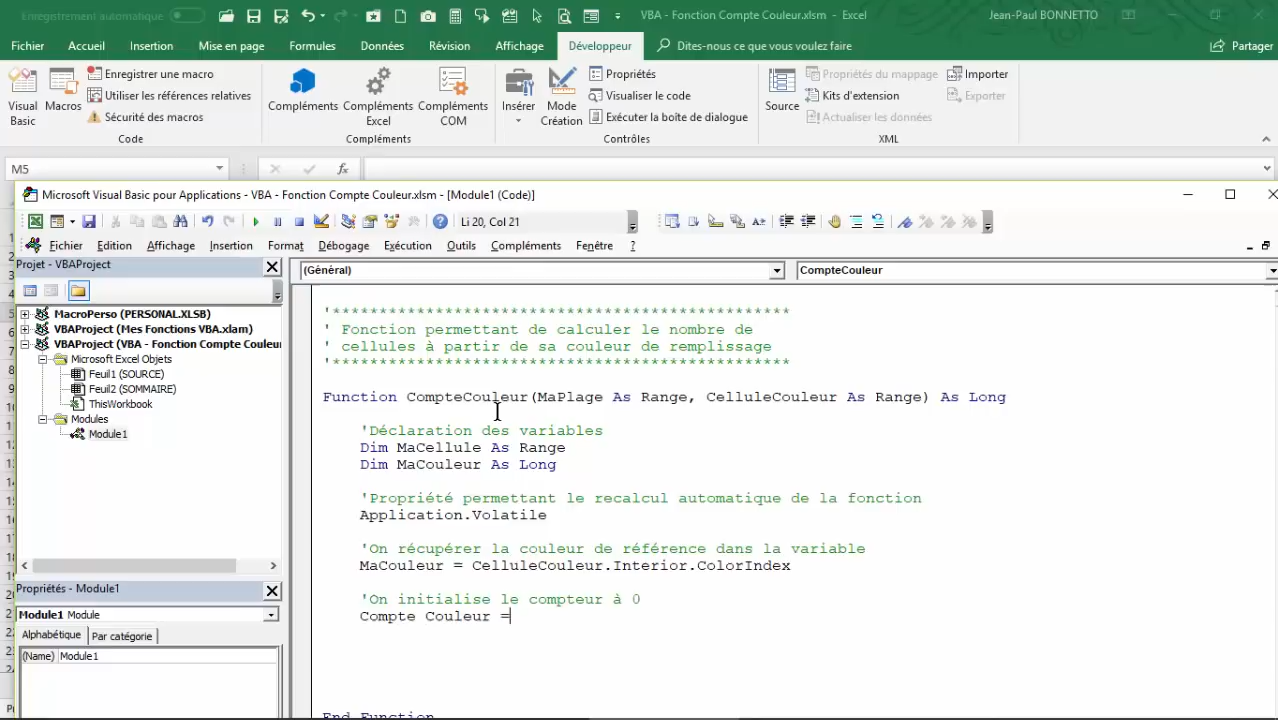 Enregistrement automatique
VBA - Fonction Compte Couleur.xlsm - Excel
Jean-Paul BONNETTO
Fichier Accueil Insertion Mise en page Formules Données Révision Affichage Développeur Dites-nous ce que vous voulez faire Partager
Visual Basic
Macros
Enregistrer une macro
Utiliser les références relatives
Sécurité des macros
Code
Compléments
Compléments Excel
Compléments COM
Compléments
Insérer
Mode Création
Propriétés
Visualiser le code
Exécuter la boîte de dialogue
Contrôles
Source
Propriétés du mappage
Kits d'extension
Actualiser les données
Importer
Exporter
XML
M5
fx
Microsoft Visual Basic pour Applications - VBA - Fonction Compte Couleur.xlsm - [Module1 (Code)]
Li 20, Col 21
Fichier Edition Affichage Insertion Format Débogage Exécution Outils Compléments Fenêtre ?
Projet - VBAProject
MacroPerso (PERSONAL.XLSB)
VBAProject (Mes Fonctions VBA.xlam)
VBAProject (VBA - Fonction Compte Couleu
Microsoft Excel Objets
Feuil1 (SOURCE)
Feuil2 (SOMMAIRE)
ThisWorkbook
Modules
Module1
Propriétés - Module1
Module1 Module
Alphabétique Par catégorie
(Name) Module1
(Général)
CompteCouleur
'*************************************************
' Fonction permettant de calculer le nombre de
' cellules à partir de sa couleur de remplissage
'*************************************************
Function CompteCouleur(MaPlage As Range, CelluleCouleur As Range) As Long
'Déclaration des variables
Dim MaCellule As Range
Dim MaCouleur As Long
'Propriété permettant le recalcul automatique de la fonction
Application.Volatile
'On récupérer la couleur de référence dans la variable
MaCouleur = CelluleCouleur.Interior.ColorIndex
'On initialise le compteur à 0
Compte Couleur =
End Function